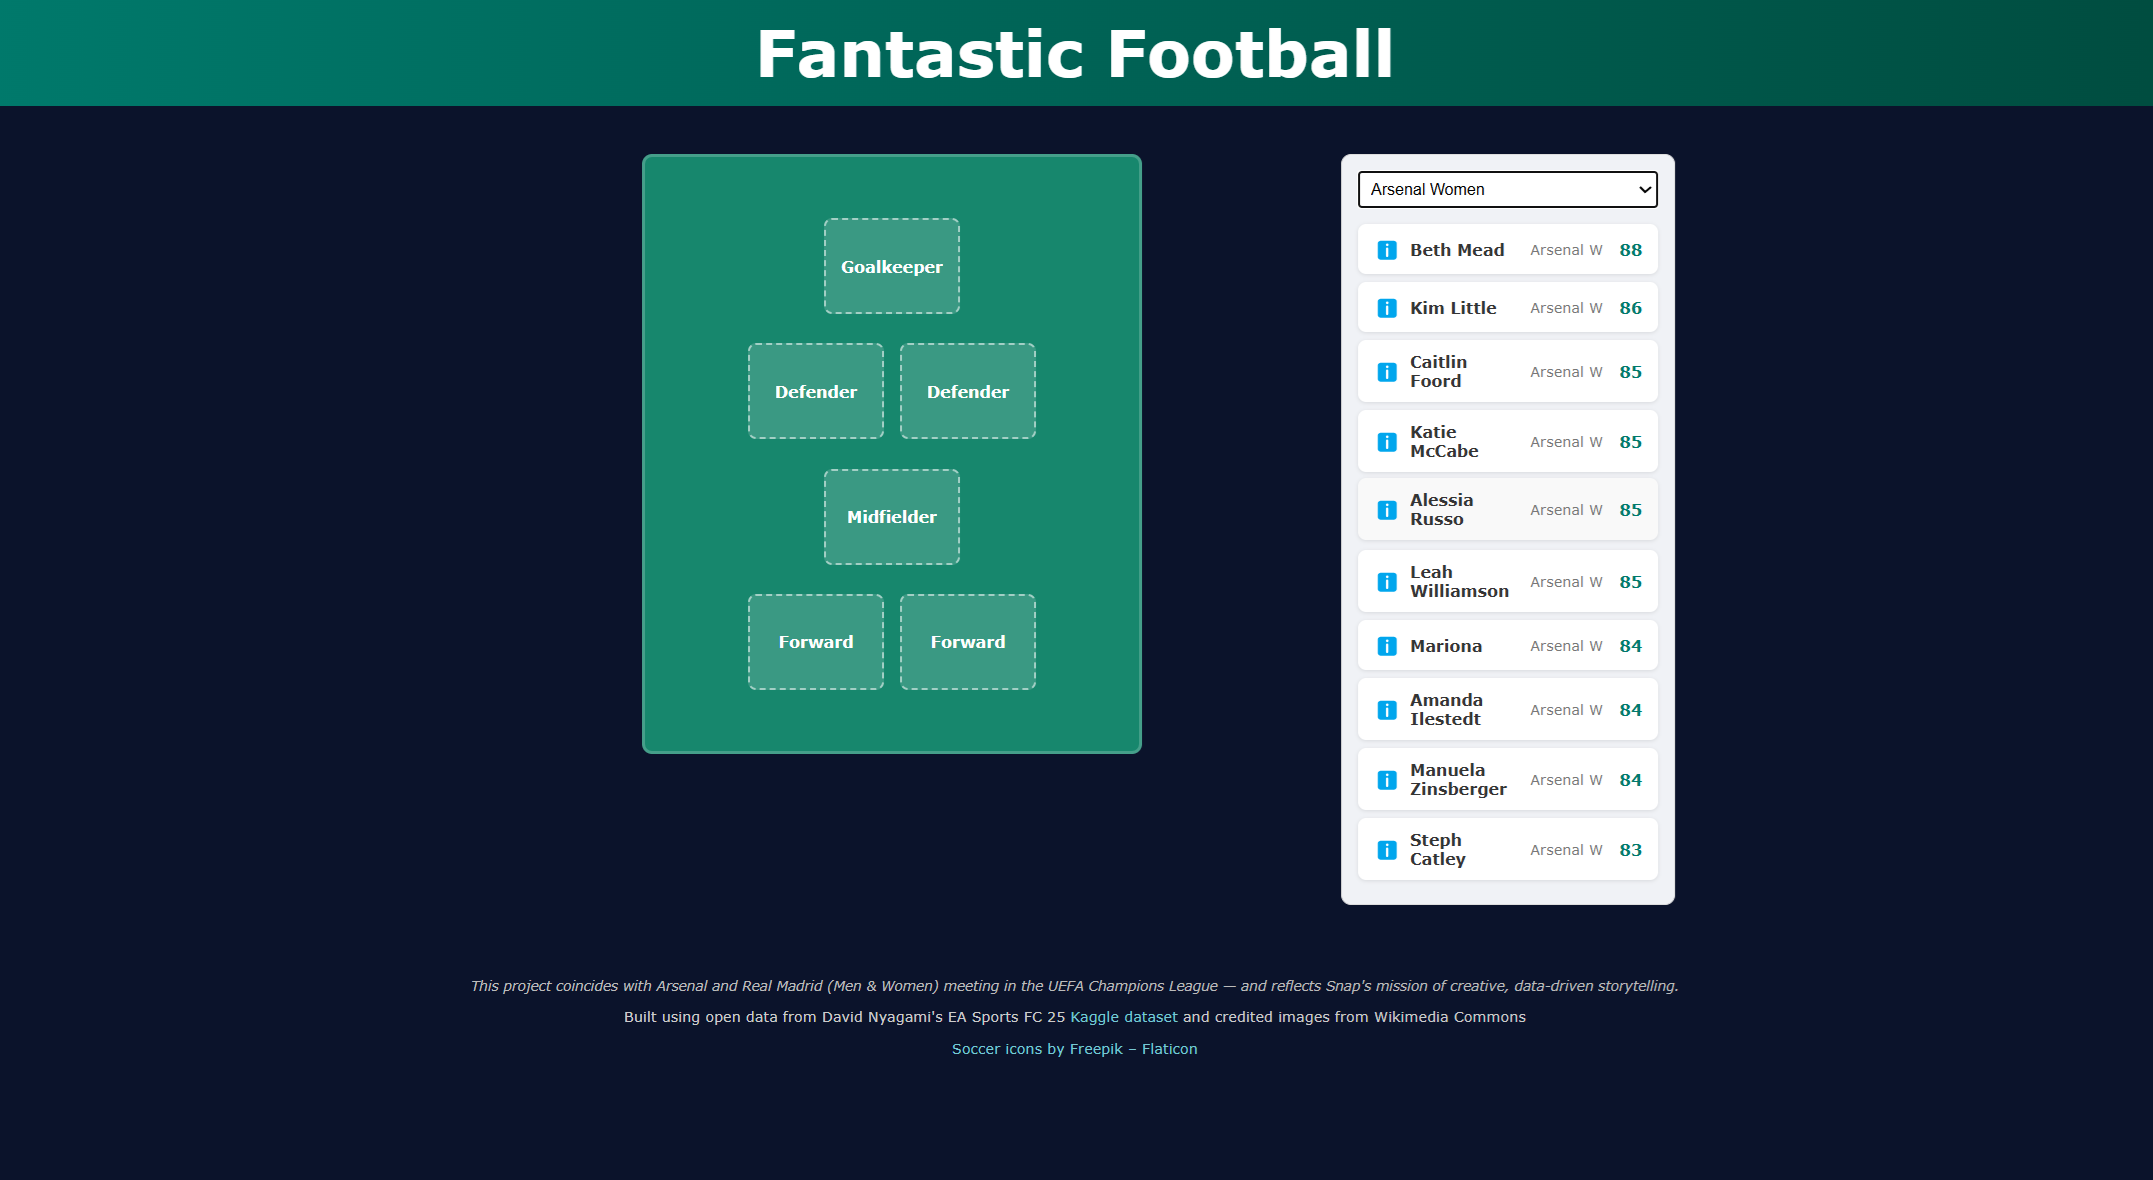 Fantastic Football
Goalkeeper
Defender Defender
Midfielder
Forward Forward
Arsenal Women
Beth Mead Arsenal W 88
Kim Little Arsenal W 86
Caitlin
Foord Arsenal W 85
Katie
McCabe Arsenal W 85
Alessia
Russo Arsenal W 85
Leah
Williamson Arsenal W 85
Mariona Arsenal W 84
Amanda
Ilestedt Arsenal W 84
Manuela
Zinsberger Arsenal W 84
Steph
Catley Arsenal W 83
This project coincides with Arsenal and Real Madrid (Men & Women) meeting in the UEFA Champions League — and reflects Snap's mission of creative, data-driven storytelling.
Built using open data from David Nyagami's EA Sports FC 25 Kaggle dataset and credited images from Wikimedia Commons
Soccer icons by Freepik – Flaticon